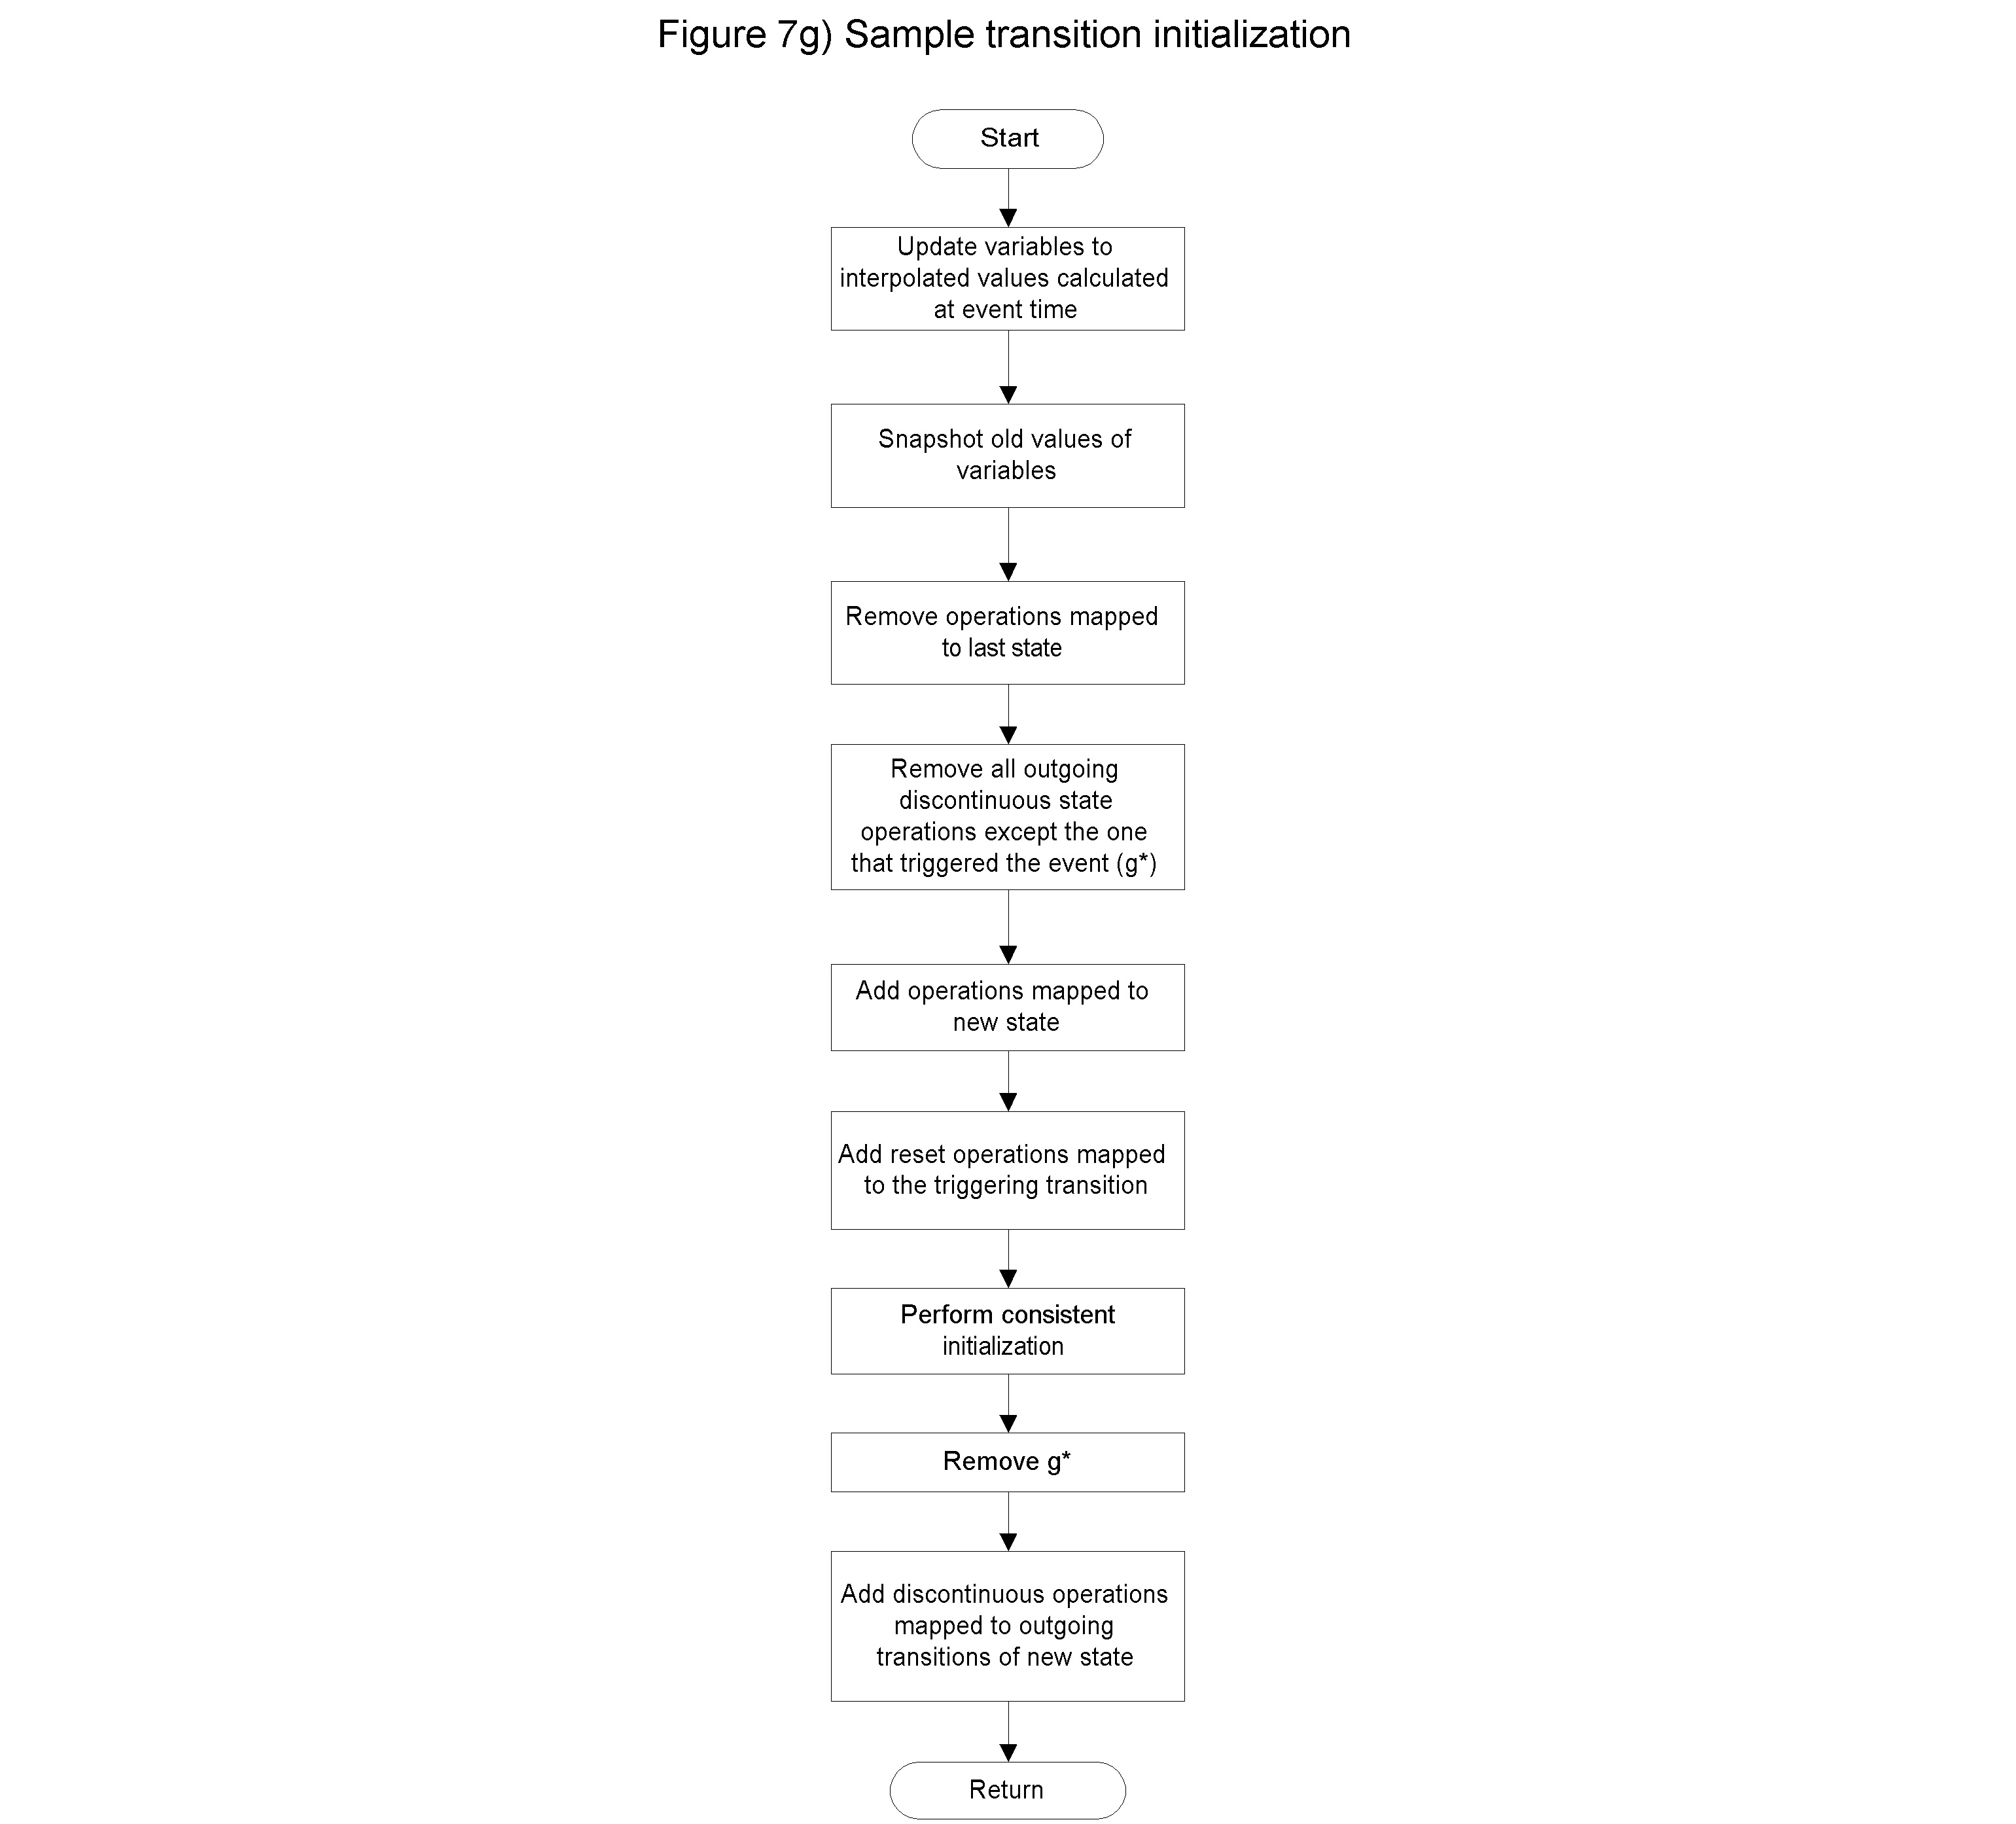 Figure 7g) Sample transition initialization
Start
Update variables to
interpolated values calculated
at event time
Snapshot old values of
variables
Remove operations mapped
to last state
Remove all outgoing
discontinuous state
operations except the one
that triggered the event (g*)
Add operations mapped to
new state
Add reset operations mapped
to the triggering transition
Perform consistent
initialization
Remove g*
Add discontinuous operations
mapped to outgoing
transitions of new state
Return